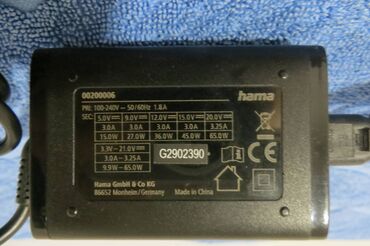 00200006
hama
PRI: 100-240V ~ 50/60Hz 1.8A
SEC: 5.0V 9.0V 12.0V 15.0V 20.0V
3.0A 3.0A 3.0A 3.0A 3.25A
15.0W 27.0W 36.0W 45.0W 65.0W
3.3V-21.0V
3.0A-3.25A
9.9W-65.0W
G2902390
CE
Hama GmbH & Co KG
86652 Monheim/Germany
Made in China